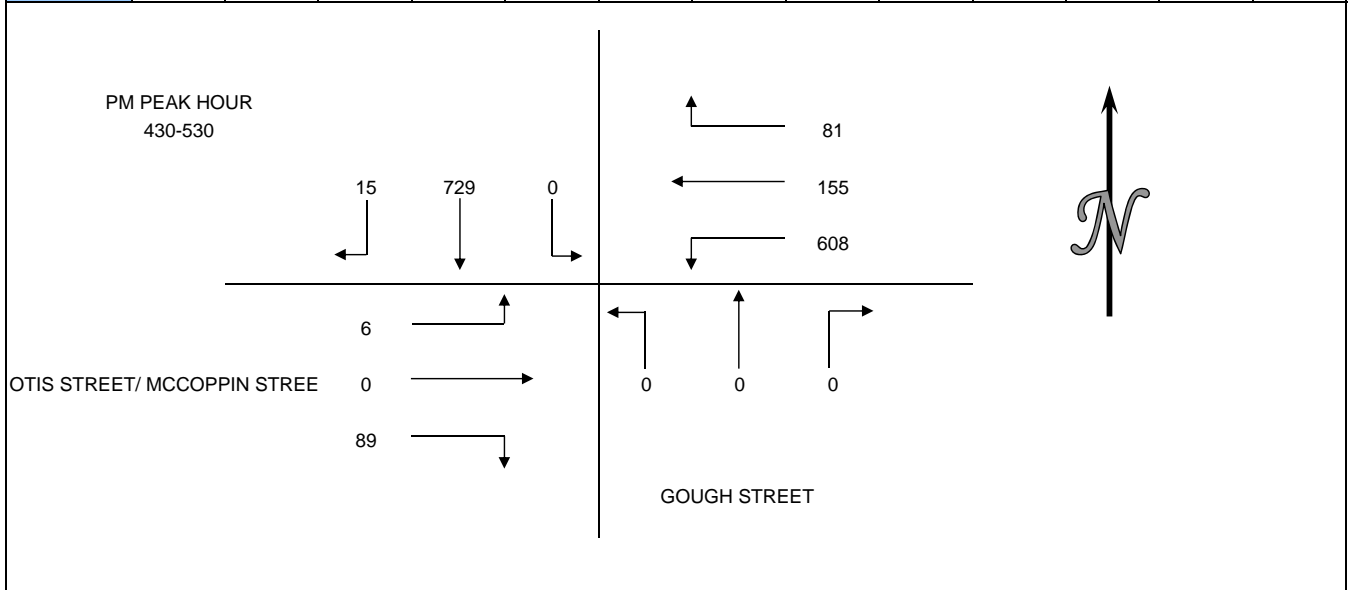 PM PEAK HOUR
430-530
81
15 729 0 155
608
6
OTIS STREET/ MCCOPPIN STREE 0 0 0 0
89
GOUGH STREET
N